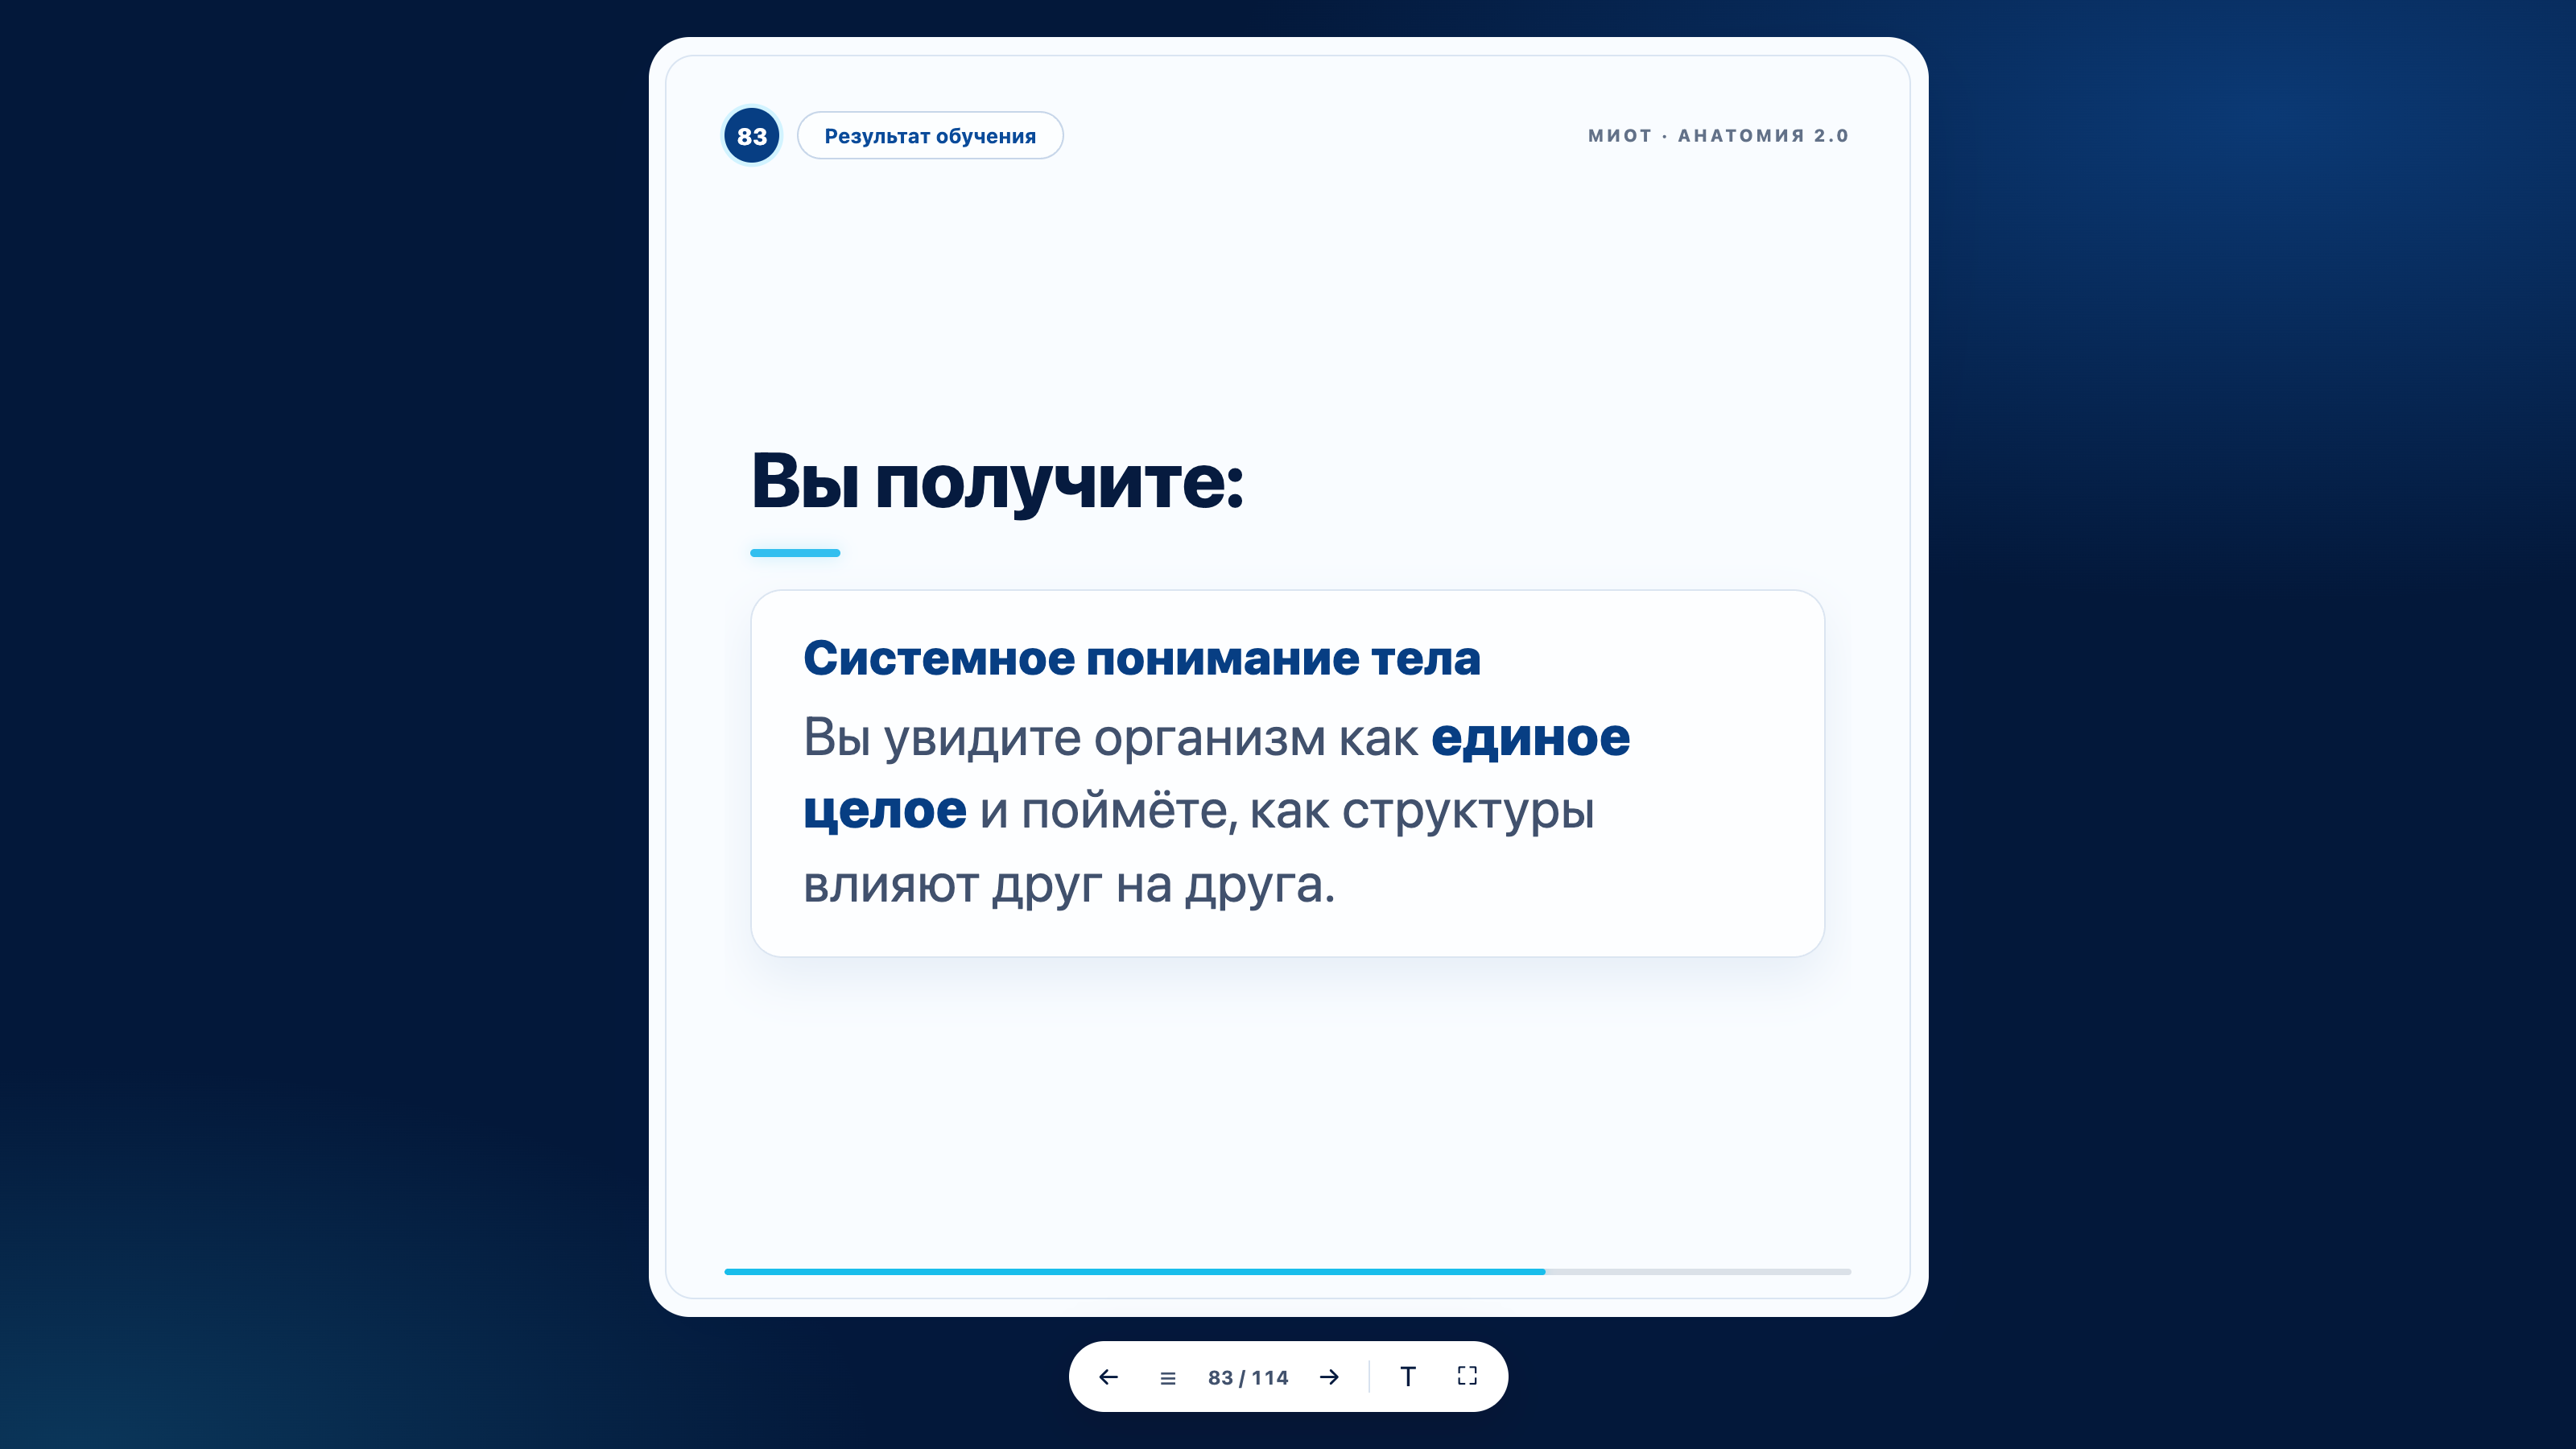 83
Результат обучения
МИОТ · АНАТОМИЯ 2.0
Вы получите:
Системное понимание тела
Вы увидите организм как единое
целое и поймёте, как структуры
влияют друг на друга.
83 / 114
T